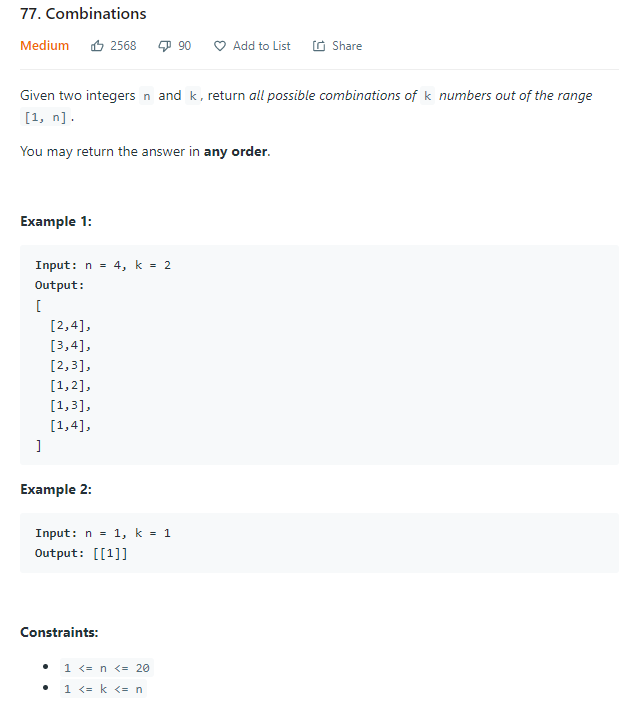 77. Combinations
Medium 2568 90 Add to List Share
Given two integers n and k, return all possible combinations of k numbers out of the range
[1, n].
You may return the answer in any order.
Example 1:
Input: n = 4, k = 2
Output:
[
  [2,4],
  [3,4],
  [2,3],
  [1,2],
  [1,3],
  [1,4],
]
Example 2:
Input: n = 1, k = 1
Output: [[1]]
Constraints:
• 1 <= n <= 20
• 1 <= k <= n